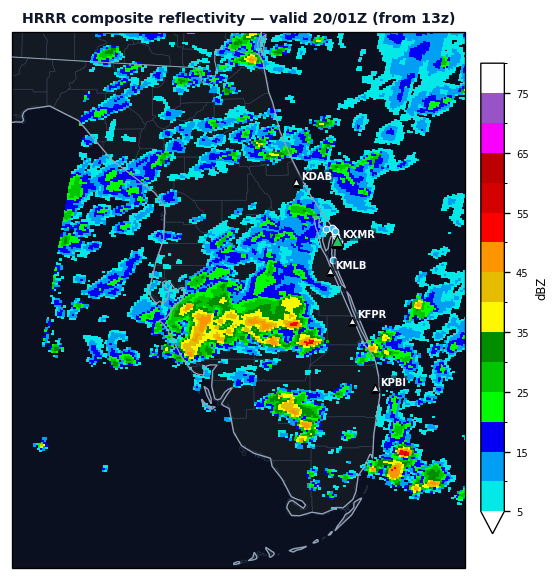 HRRR composite reflectivity — valid 20/01Z (from 13z)
KDAB
KXMR
KMLB
KFPR
KPBI
75
65
55
45
35
25
15
5
dBZ